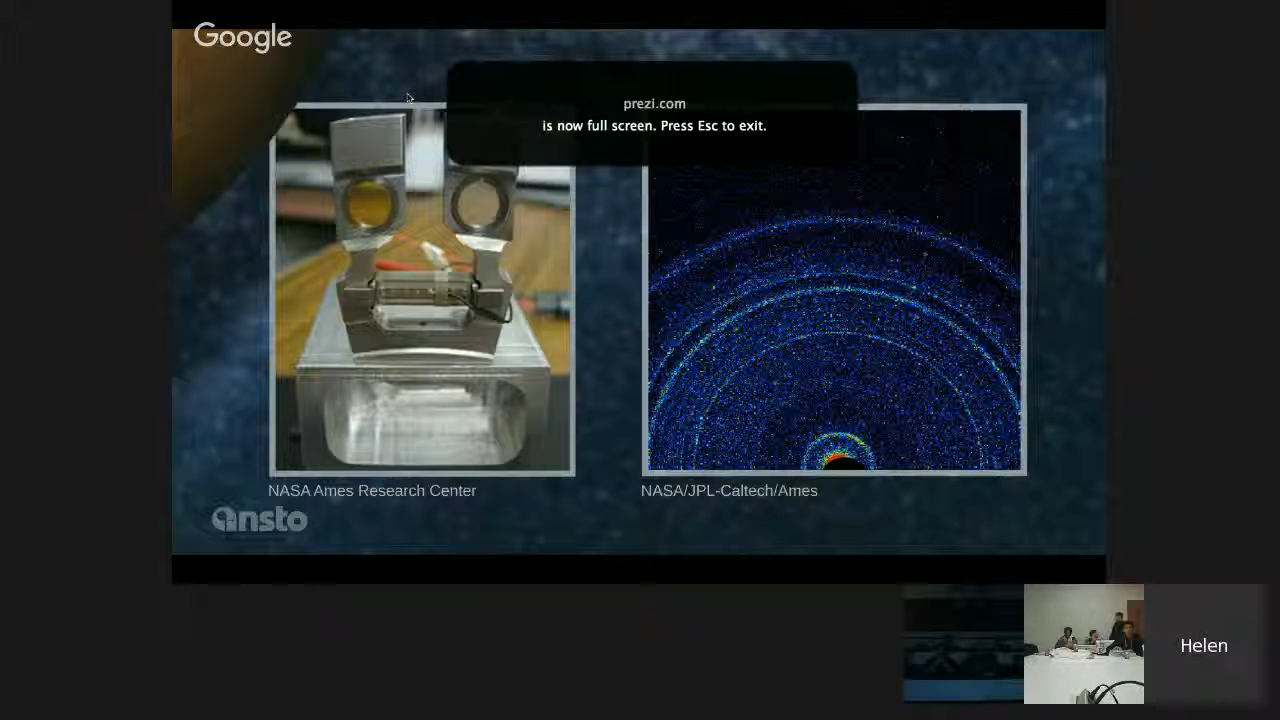 Google
prezi.com
is now full screen. Press Esc to exit.
NASA Ames Research Center
NASA/JPL-Caltech/Ames
ansto
Helen